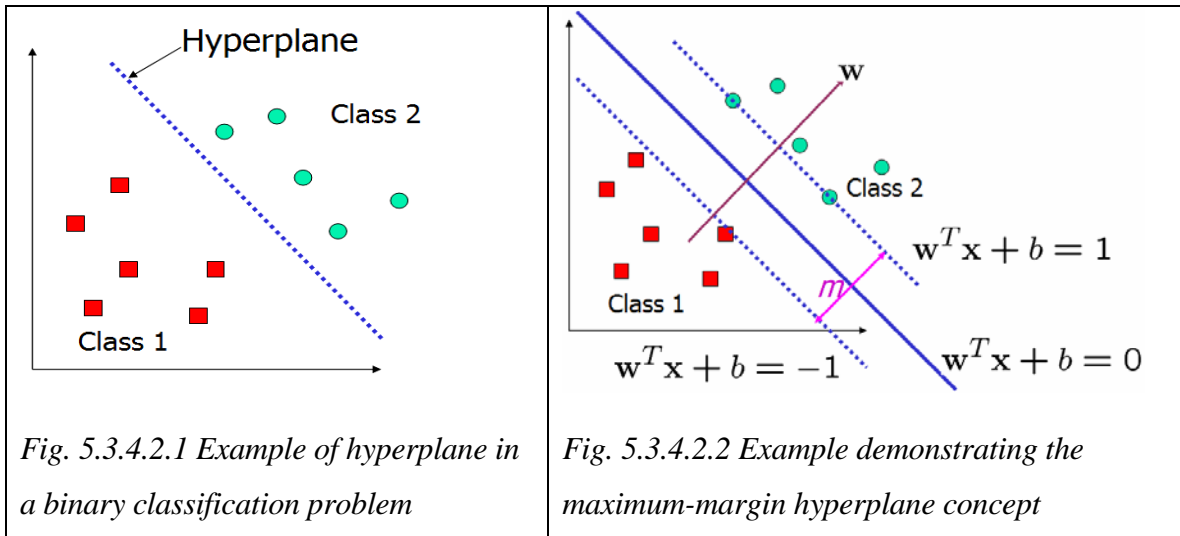 Hyperplane
Class 2
Class 1
Fig. 5.3.4.2.1 Example of hyperplane in
a binary classification problem
w
Class 2
wᵀx + b = 1
m
Class 1
wᵀx + b = −1
wᵀx + b = 0
Fig. 5.3.4.2.2 Example demonstrating the
maximum-margin hyperplane concept